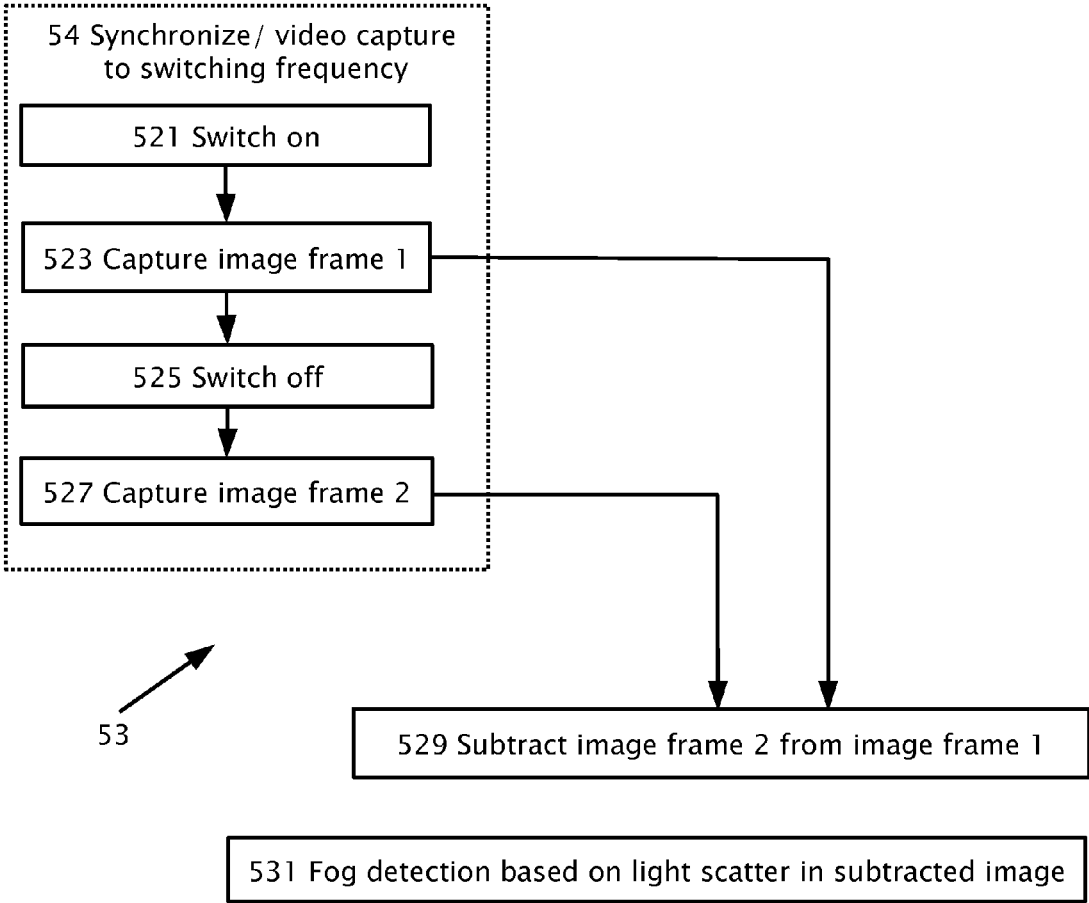 54 Synchronize/ video capture
to switching frequency
521 Switch on
523 Capture image frame 1
525 Switch off
527 Capture image frame 2
53
529 Subtract image frame 2 from image frame 1
531 Fog detection based on light scatter in subtracted image